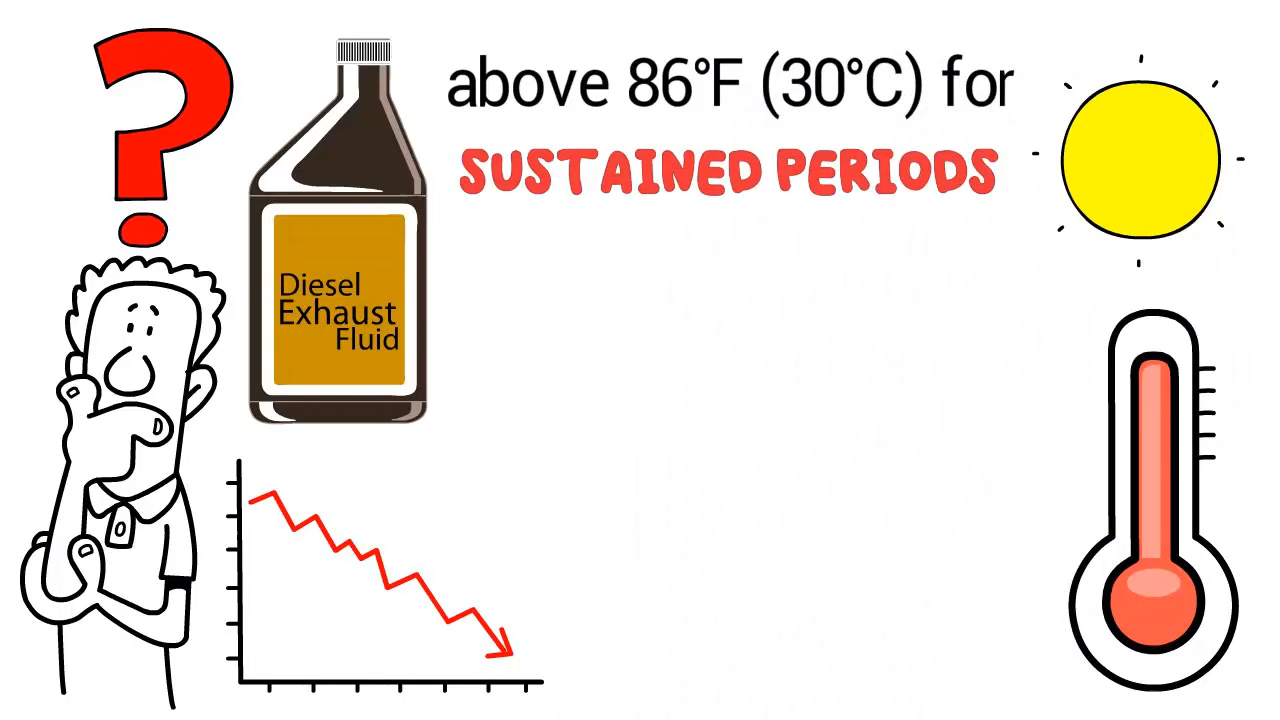 above 86°F (30°C) for
SUSTAINED PERIODS
Diesel
Exhaust
Fluid